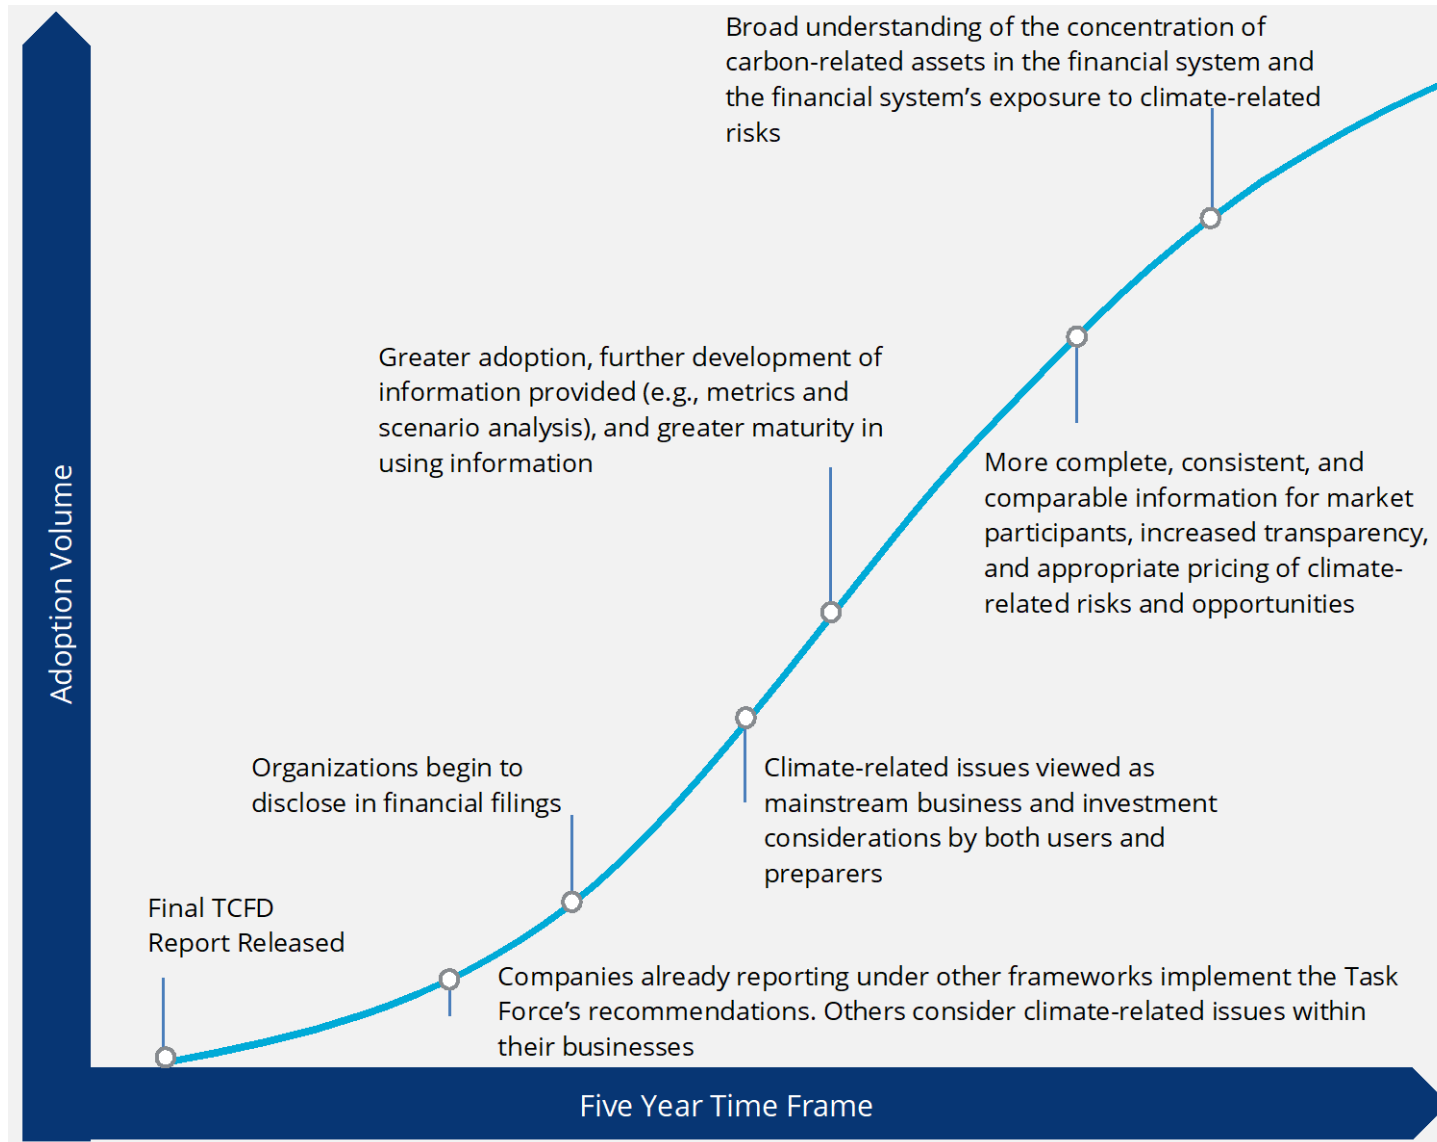 Broad understanding of the concentration of
carbon-related assets in the financial system and
the financial system’s exposure to climate-related
risks
Greater adoption, further development of
information provided (e.g., metrics and
scenario analysis), and greater maturity in
using information
More complete, consistent, and
comparable information for market
participants, increased transparency,
and appropriate pricing of climate-
related risks and opportunities
Adoption Volume
Organizations begin to
disclose in financial filings
Climate-related issues viewed as
mainstream business and investment
considerations by both users and
preparers
Final TCFD
Report Released
Companies already reporting under other frameworks implement the Task
Force’s recommendations. Others consider climate-related issues within
their businesses
Five Year Time Frame